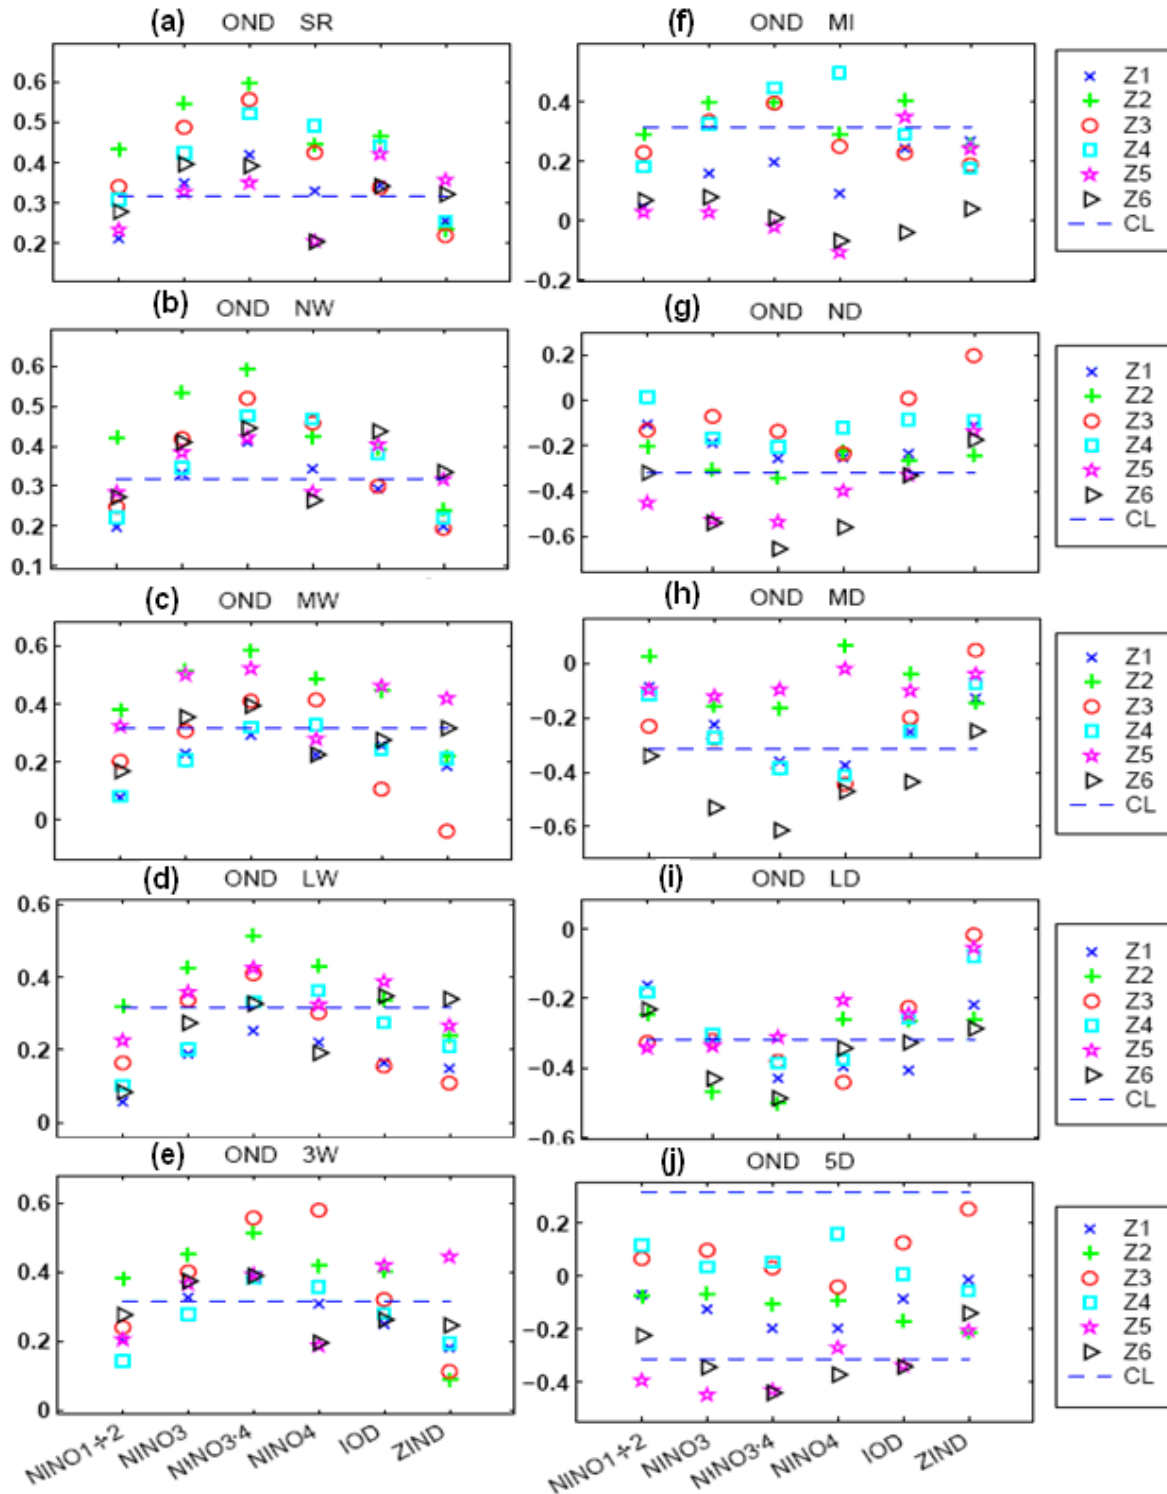 (a) OND SR
0.6
0.5
0.4
0.3
0.2
(f) OND MI
0.4
0.2
0
−0.2
Z1
Z2
Z3
Z4
Z5
Z6
CL
(b) OND NW
0.6
0.5
0.4
0.3
0.2
0.1
(g) OND ND
0.2
0
−0.2
−0.4
−0.6
Z1
Z2
Z3
Z4
Z5
Z6
CL
(c) OND MW
0.6
0.4
0.2
0
(h) OND MD
0
−0.2
−0.4
−0.6
Z1
Z2
Z3
Z4
Z5
Z6
CL
(d) OND LW
0.6
0.4
0.2
0
(i) OND LD
0
−0.2
−0.4
−0.6
Z1
Z2
Z3
Z4
Z5
Z6
CL
(e) OND 3W
0.6
0.4
0.2
0
NINO1÷2
NINO3
NINO3·4
NINO4
IOD
ZIND
(j) OND 5D
0.2
0
−0.2
−0.4
NINO1÷2
NINO3
NINO3·4
NINO4
IOD
ZIND
Z1
Z2
Z3
Z4
Z5
Z6
CL